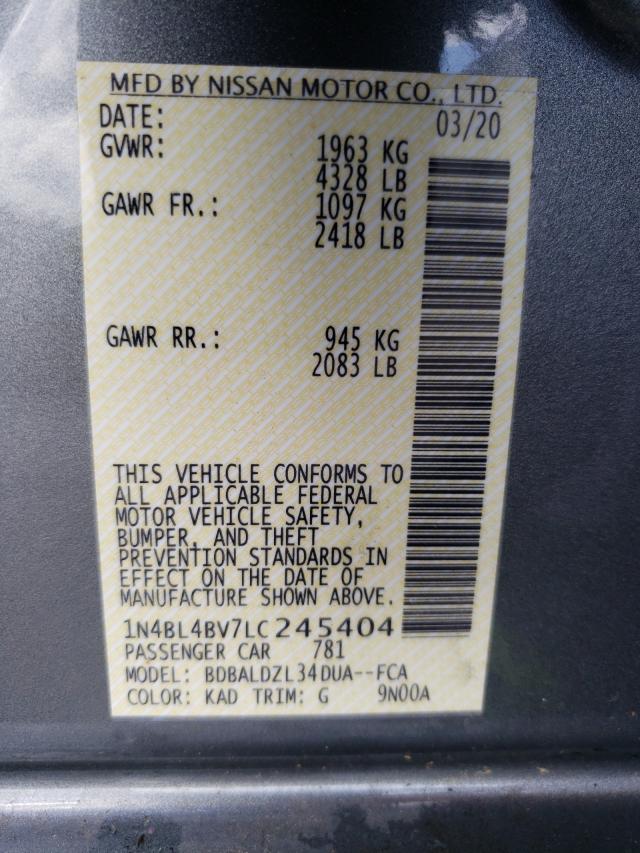 MFD BY NISSAN MOTOR CO., LTD.
DATE: 03/20
GVWR: 1963 KG
4328 LB
GAWR FR.: 1097 KG
2418 LB
GAWR RR.: 945 KG
2083 LB
THIS VEHICLE CONFORMS TO
ALL APPLICABLE FEDERAL
MOTOR VEHICLE SAFETY,
BUMPER, AND THEFT
PREVENTION STANDARDS IN
EFFECT ON THE DATE OF
MANUFACTURE SHOWN ABOVE.
1N4BL4BV7LC245404
PASSENGER CAR 781
MODEL: BDBALDZL34DUA--FCA
COLOR: KAD TRIM: G 9N00A